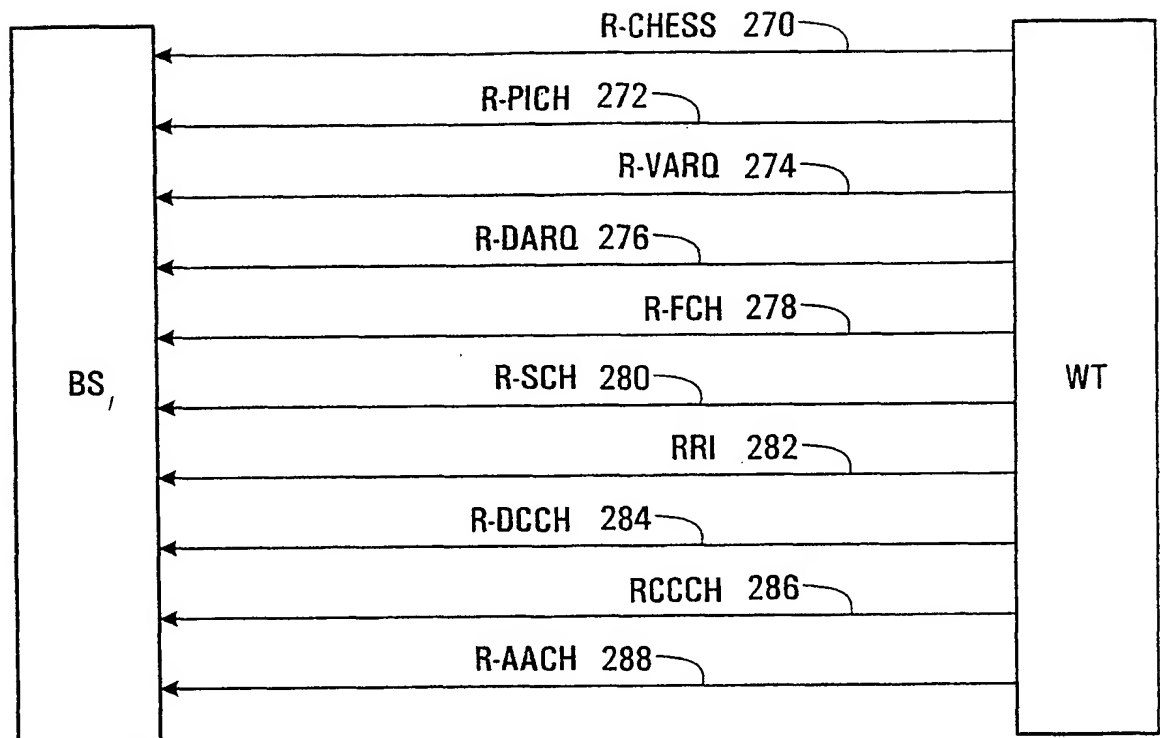 R-CHESS 270
R-PICH 272
R-VARQ 274
R-DARQ 276
R-FCH 278
BS, R-SCH 280 WT
RRI 282
R-DCCH 284
RCCCH 286
R-AACH 288